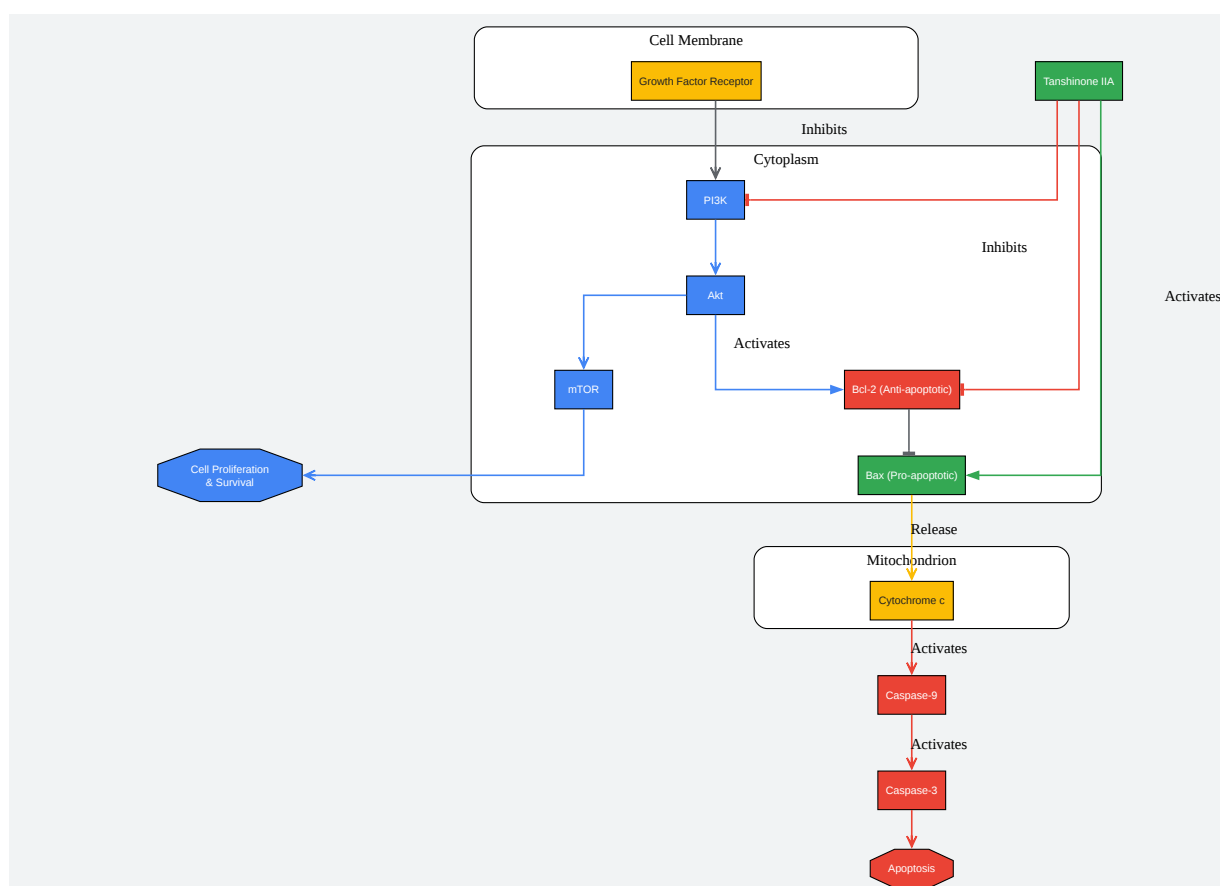 Cell Membrane
Growth Factor Receptor
Tanshinone IIA
Inhibits
Cytoplasm
PI3K
Inhibits
Akt
Activates
Activates
mTOR
Bcl-2 (Anti-apoptotic)
Cell Proliferation
& Survival
Bax (Pro-apoptotic)
Release
Mitochondrion
Cytochrome c
Activates
Caspase-9
Activates
Caspase-3
Apoptosis